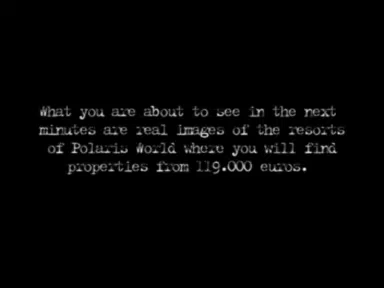 What you are about to see in the next
minutes are real images of the resorts
of Polaris World where you will find
properties from 119.000 euros.